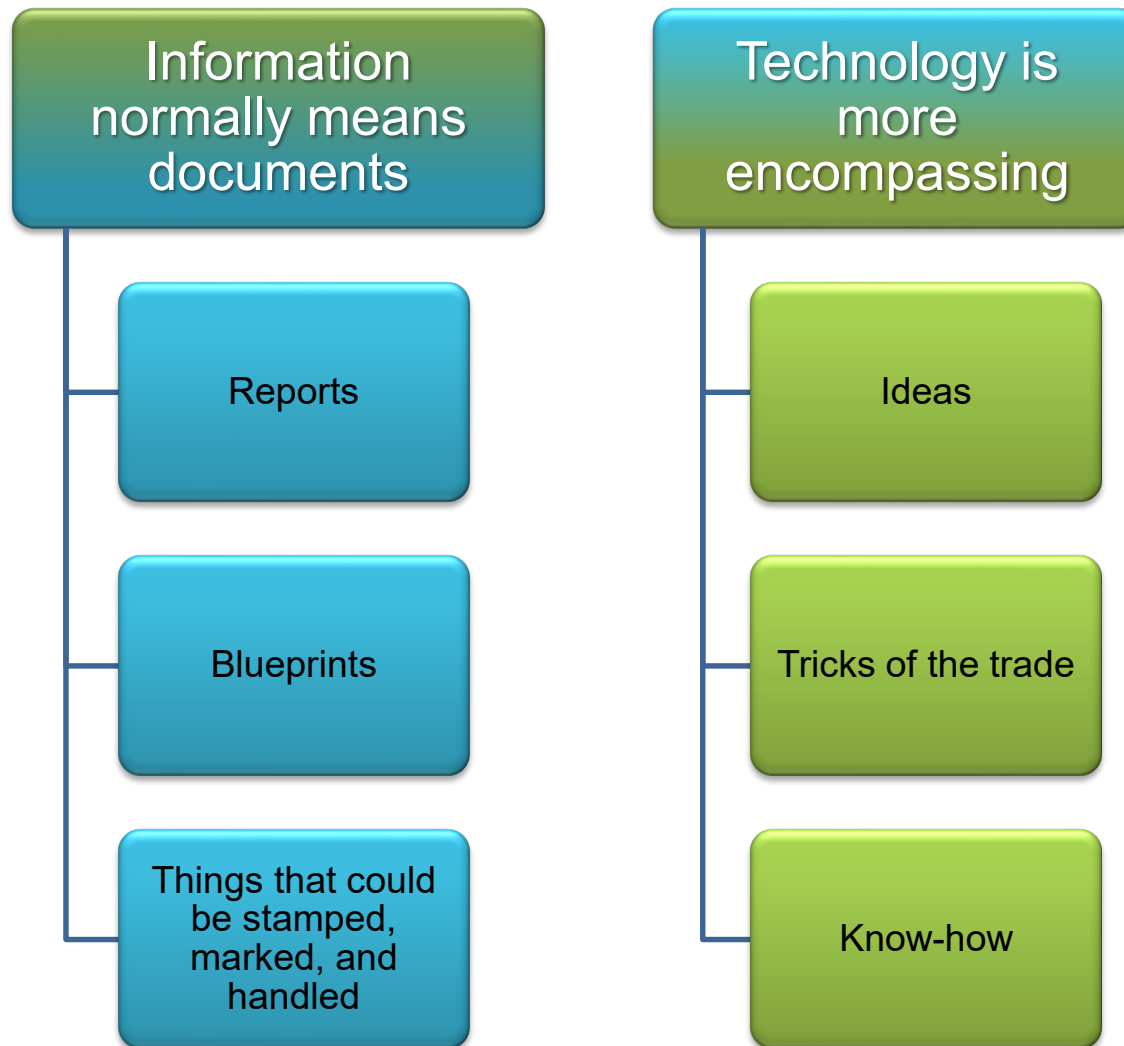 Information
normally means
documents
Reports
Blueprints
Things that could
be stamped,
marked, and
handled
Technology is
more
encompassing
Ideas
Tricks of the trade
Know-how